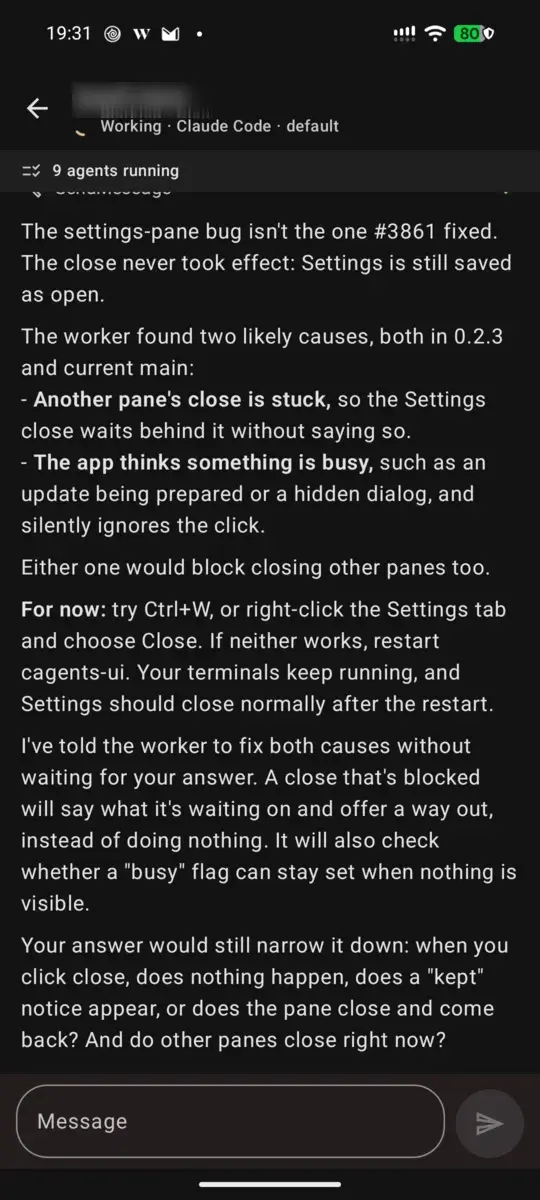 19:31
W
80
Working · Claude Code · default
9 agents running
SendMessage
The settings-pane bug isn't the one #3861 fixed.
The close never took effect: Settings is still saved
as open.
The worker found two likely causes, both in 0.2.3
and current main:
- Another pane's close is stuck, so the Settings
close waits behind it without saying so.
- The app thinks something is busy, such as an
update being prepared or a hidden dialog, and
silently ignores the click.
Either one would block closing other panes too.
For now: try Ctrl+W, or right-click the Settings tab
and choose Close. If neither works, restart
cagents-ui. Your terminals keep running, and
Settings should close normally after the restart.
I've told the worker to fix both causes without
waiting for your answer. A close that's blocked
will say what it's waiting on and offer a way out,
instead of doing nothing. It will also check
whether a "busy" flag can stay set when nothing is
visible.
Your answer would still narrow it down: when you
click close, does nothing happen, does a "kept"
notice appear, or does the pane close and come
back? And do other panes close right now?
Message